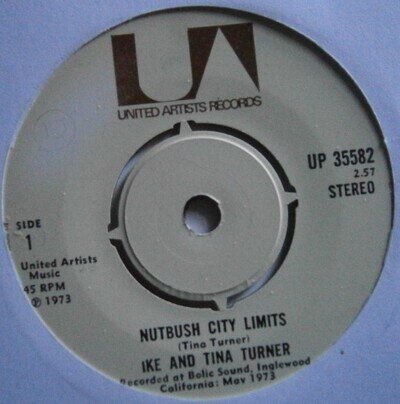 UA
UNITED ARTISTS RECORDS
UP 35582
2.57
STEREO
SIDE
1
United Artists
Music
45 RPM
℗ 1973
NUTBUSH CITY LIMITS
(Tina Turner)
IKE AND TINA TURNER
Recorded at Bolic Sound, Inglewood
California: May 1973